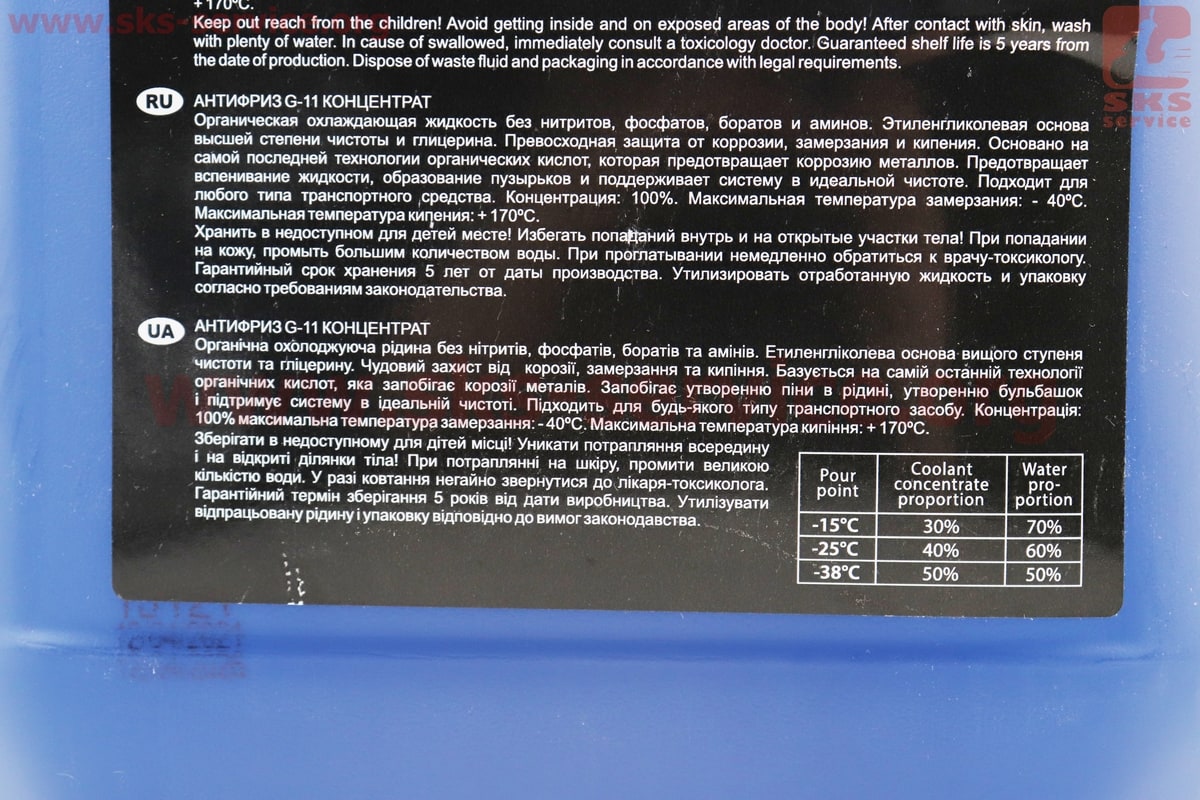 +170ºC.
www.sks-service.org
Keep out reach from the children! Avoid getting inside and on exposed areas of the body! After contact with skin, wash
with plenty of water. In cause of swallowed, immediately consult a toxicology doctor. Guaranteed shelf life is 5 years from
the date of production. Dispose of waste fluid and packaging in accordance with legal requirements.
SKS
service
RU
АНТИФРИЗ G-11 КОНЦЕНТРАТ
Органическая охлаждающая жидкость без нитритов, фосфатов, боратов и аминов. Этиленгликолевая основа
высшей степени чистоты и глицерина. Превосходная защита от коррозии, замерзания и кипения. Основано на
самой последней технологии органических кислот, которая предотвращает коррозию металлов. Предотвращает
вспенивание жидкости, образование пузырьков и поддерживает систему в идеальной чистоте. Подходит для
любого типа транспортного средства. Концентрация: 100%. Максимальная температура замерзания: - 40ºC.
Максимальная температура кипения: + 170ºC.
Хранить в недоступном для детей месте! Избегать попаданий внутрь и на открытые участки тела! При попадании
на кожу, промыть большим количеством воды. При проглатывании немедленно обратиться к врачу-токсикологу.
Гарантийный срок хранения 5 лет от даты производства. Утилизировать отработанную жидкость и упаковку
согласно требованиям законодательства.
UA
АНТИФРИЗ G-11 КОНЦЕНТРАТ
Органічна охолоджуюча рідина без нітритів, фосфатів, боратів та амінів. Етиленгліколева основа вищого ступеня
чистоти та гліцерину. Чудовий захист від корозії, замерзання та кипіння. Базується на самій останній технології
органічних кислот, яка запобігає корозії металів. Запобігає утворенню піни в рідині, утворенню бульбашок
і підтримує систему в ідеальній чистоті. Підходить для будь-якого типу транспортного засобу. Концентрація:
100% максимальна температура замерзання: - 40ºC. Максимальна температура кипіння: + 170ºC.
Зберігати в недоступному для дітей місці! Уникати потрапляння всередину
і на відкриті ділянки тіла! При потраплянні на шкіру, промити великою
кількістю води. У разі ковтання негайно звернутися до лікаря-токсиколога.
Гарантійний термін зберігання 5 років від дати виробництва. Утилізувати
відпрацьовану рідину і упаковку відповідно до вимог законодавства.
Pour point Coolant concentrate proportion Water pro-portion
-15°C 30% 70%
-25°C 40% 60%
-38°C 50% 50%